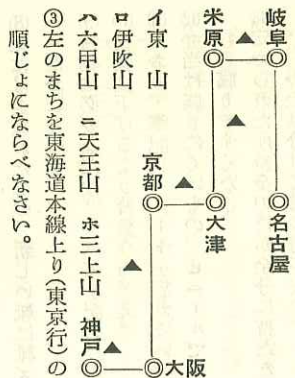 岐阜
名古屋
米原
大津
京都
大阪
神戸
イ東山
ロ伊吹山
ハ六甲山 ニ天王山 ホ三上山
③左のまちを東海道本線上り(東京行)の
順じょにならべなさい。